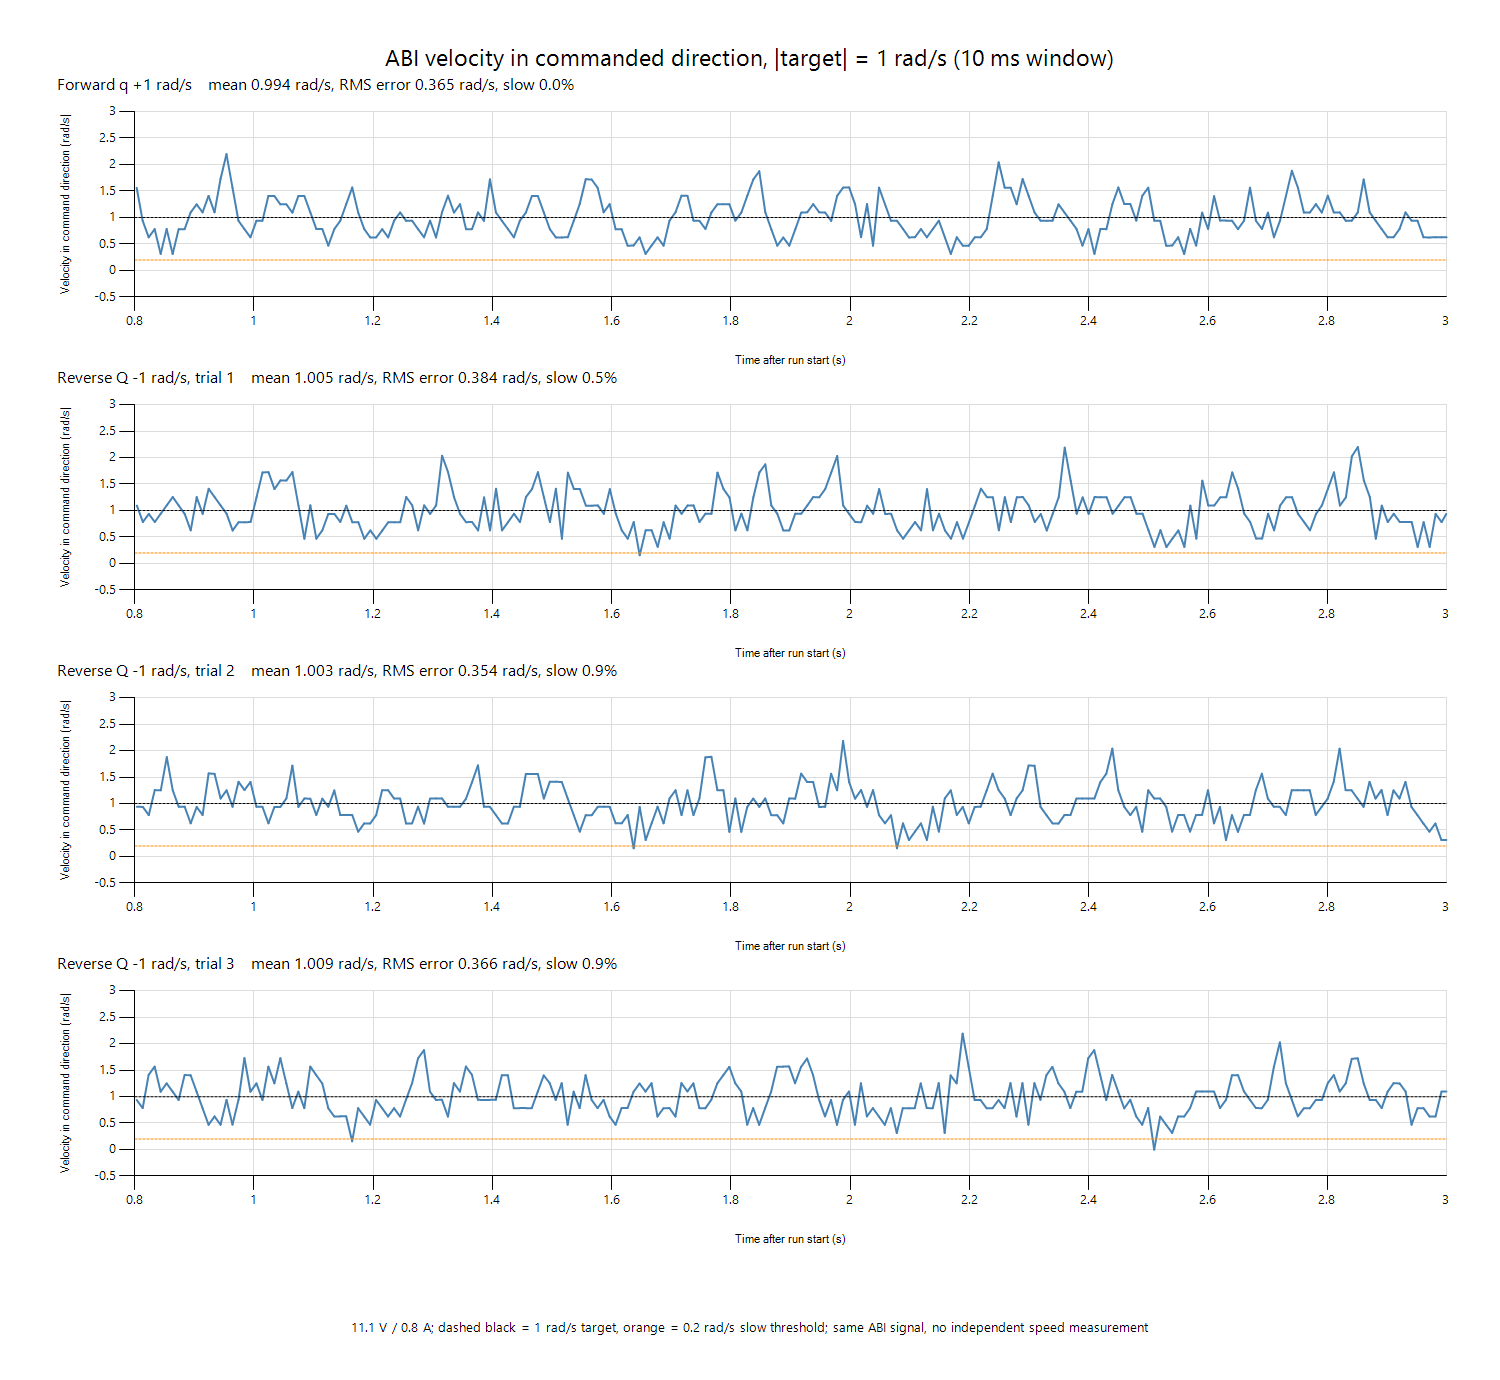 ABI velocity in commanded direction, |target| = 1 rad/s (10 ms window)
Forward q +1 rad/s    mean 0.994 rad/s, RMS error 0.365 rad/s, slow 0.0%
Velocity in command direction (rad/s|
3
2.5
2
1.5
1
0.5
0
-0.5
0.8 1 1.2 1.4 1.6 1.8 2 2.2 2.4 2.6 2.8 3
Time after run start (s)
Reverse Q -1 rad/s, trial 1    mean 1.005 rad/s, RMS error 0.384 rad/s, slow 0.5%
Velocity in command direction (rad/s|
3
2.5
2
1.5
1
0.5
0
-0.5
0.8 1 1.2 1.4 1.6 1.8 2 2.2 2.4 2.6 2.8 3
Time after run start (s)
Reverse Q -1 rad/s, trial 2    mean 1.003 rad/s, RMS error 0.354 rad/s, slow 0.9%
Velocity in command direction (rad/s|
3
2.5
2
1.5
1
0.5
0
-0.5
0.8 1 1.2 1.4 1.6 1.8 2 2.2 2.4 2.6 2.8 3
Time after run start (s)
Reverse Q -1 rad/s, trial 3    mean 1.009 rad/s, RMS error 0.366 rad/s, slow 0.9%
Velocity in command direction (rad/s|
3
2.5
2
1.5
1
0.5
0
-0.5
0.8 1 1.2 1.4 1.6 1.8 2 2.2 2.4 2.6 2.8 3
Time after run start (s)
11.1 V / 0.8 A; dashed black = 1 rad/s target, orange = 0.2 rad/s slow threshold; same ABI signal, no independent speed measurement